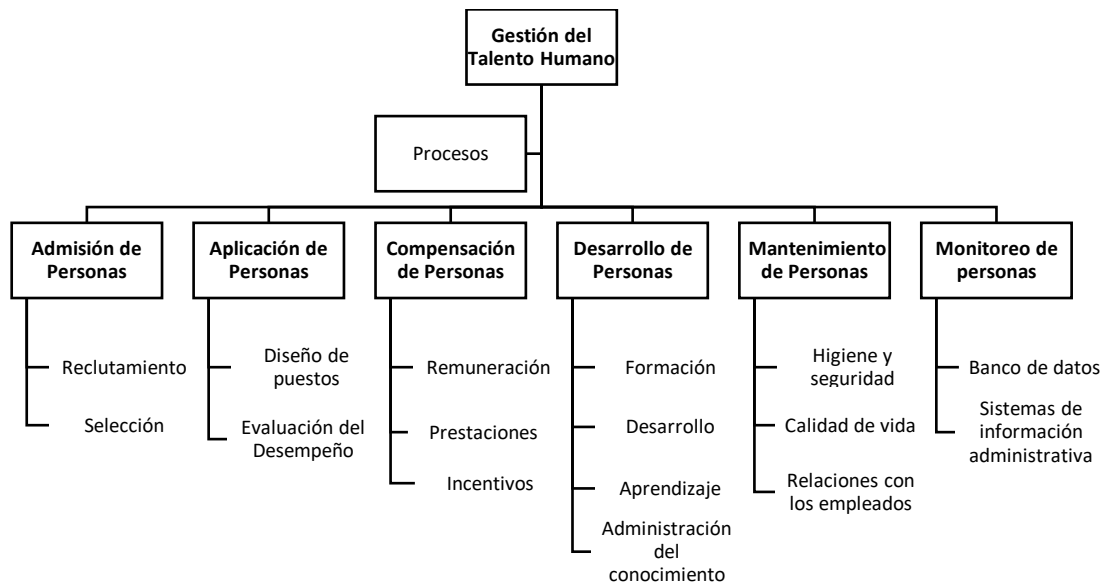 Gestión del
Talento Humano
Procesos
Admisión de
Personas
Reclutamiento
Selección
Aplicación de
Personas
Diseño de
puestos
Evaluación del
Desempeño
Compensación
de Personas
Remuneración
Prestaciones
Incentivos
Desarrollo de
Personas
Formación
Desarrollo
Aprendizaje
Administración
del
conocimiento
Mantenimiento
de Personas
Higiene y
seguridad
Calidad de vida
Relaciones con
los empleados
Monitoreo de
personas
Banco de datos
Sistemas de
información
administrativa